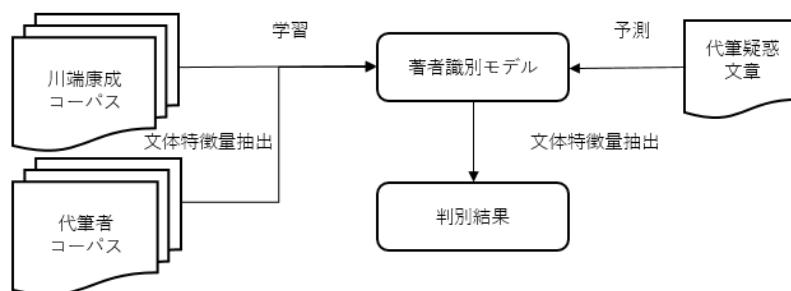 学習
予測
川端康成
コーパス
著者識別モデル
代筆疑惑
文章
文体特徴量抽出
文体特徴量抽出
代筆者
コーパス
判別結果